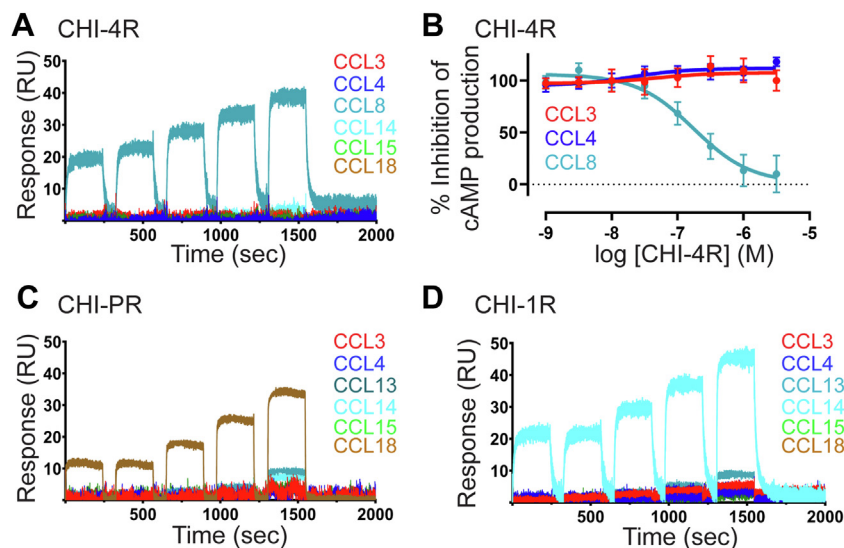 A CHI-4R
Response (RU)
50
40
30
20
10
500 1000 1500 2000
Time (sec)
CCL3
CCL4
CCL8
CCL14
CCL15
CCL18
B CHI-4R
% Inhibition of
cAMP production
100
50
0
CCL3
CCL4
CCL8
-9 -8 -7 -6 -5
log [CHI-4R] (M)
C CHI-PR
Response (RU)
50
40
30
20
10
500 1000 1500 2000
Time (sec)
CCL3
CCL4
CCL13
CCL14
CCL15
CCL18
D CHI-1R
Response (RU)
50
40
30
20
10
500 1000 1500 2000
Time (sec)
CCL3
CCL4
CCL13
CCL14
CCL15
CCL18